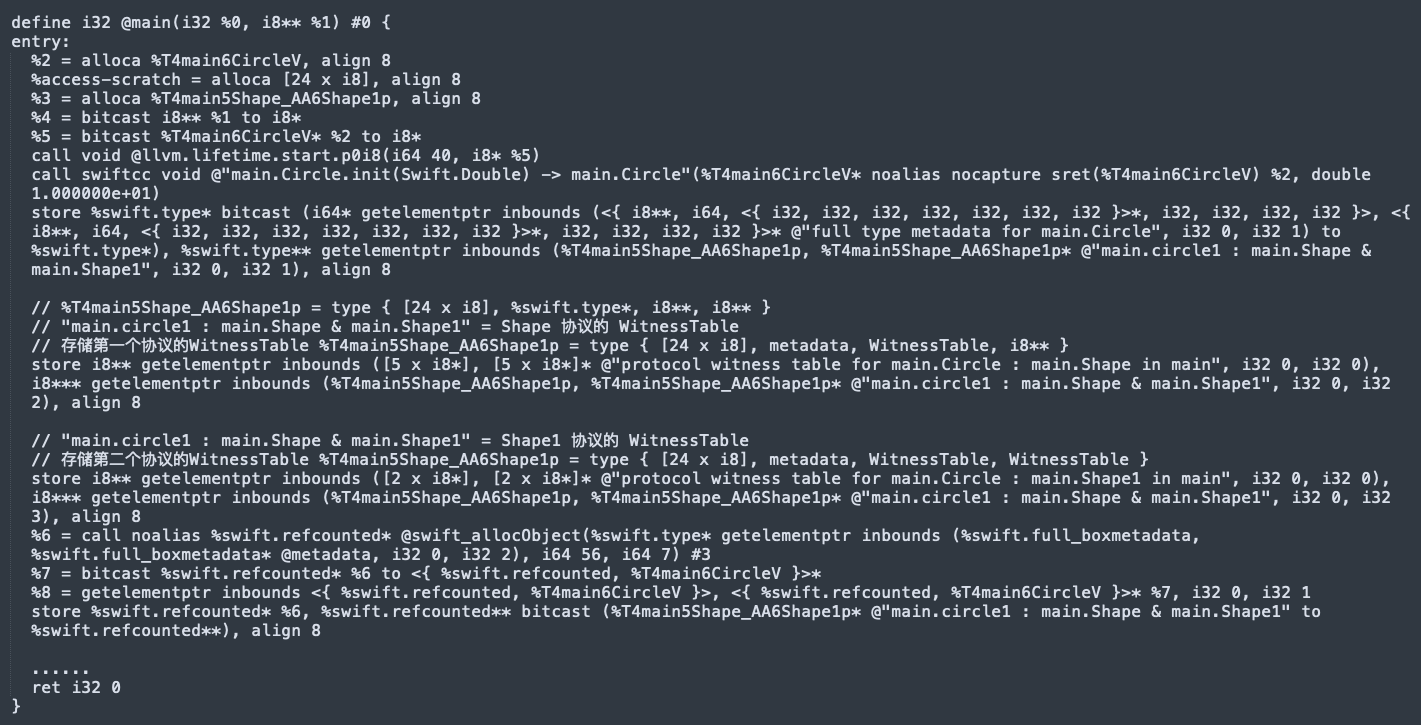 define i32 @main(i32 %0, i8** %1) #0 {
entry:
%2 = alloca %T4main6CircleV, align 8
%access-scratch = alloca [24 x i8], align 8
%3 = alloca %T4main5Shape_AA6Shape1p, align 8
%4 = bitcast i8** %1 to i8*
%5 = bitcast %T4main6CircleV* %2 to i8*
call void @llvm.lifetime.start.p0i8(i64 40, i8* %5)
call swiftcc void @"main.Circle.init(Swift.Double) -> main.Circle"(%T4main6CircleV* noalias nocapture sret(%T4main6CircleV) %2, double
1.000000e+01)
store %swift.type* bitcast (i64* getelementptr inbounds (<{ i8**, i64, <{ i32, i32, i32, i32, i32, i32, i32 }>*, i32, i32, i32, i32 }>, <{
i8**, i64, <{ i32, i32, i32, i32, i32, i32, i32 }>*, i32, i32, i32, i32 }>* @"full type metadata for main.Circle", i32 0, i32 1) to
%swift.type*), %swift.type** getelementptr inbounds (%T4main5Shape_AA6Shape1p, %T4main5Shape_AA6Shape1p* @"main.circle1 : main.Shape &
main.Shape1", i32 0, i32 1), align 8
// %T4main5Shape_AA6Shape1p = type { [24 x i8], %swift.type*, i8**, i8** }
// "main.circle1 : main.Shape & main.Shape1" = Shape 协议的 WitnessTable
// 存储第一个协议的WitnessTable %T4main5Shape_AA6Shape1p = type { [24 x i8], metadata, WitnessTable, i8** }
store i8** getelementptr inbounds ([5 x i8*], [5 x i8*]* @"protocol witness table for main.Circle : main.Shape in main", i32 0, i32 0),
i8*** getelementptr inbounds (%T4main5Shape_AA6Shape1p, %T4main5Shape_AA6Shape1p* @"main.circle1 : main.Shape & main.Shape1", i32 0, i32
2), align 8
// "main.circle1 : main.Shape & main.Shape1" = Shape1 协议的 WitnessTable
// 存储第二个协议的WitnessTable %T4main5Shape_AA6Shape1p = type { [24 x i8], metadata, WitnessTable, WitnessTable }
store i8** getelementptr inbounds ([2 x i8*], [2 x i8*]* @"protocol witness table for main.Circle : main.Shape1 in main", i32 0, i32 0),
i8*** getelementptr inbounds (%T4main5Shape_AA6Shape1p, %T4main5Shape_AA6Shape1p* @"main.circle1 : main.Shape & main.Shape1", i32 0, i32
3), align 8
%6 = call noalias %swift.refcounted* @swift_allocObject(%swift.type* getelementptr inbounds (%swift.full_boxmetadata,
%swift.full_boxmetadata* @metadata, i32 0, i32 2), i64 56, i64 7) #3
%7 = bitcast %swift.refcounted* %6 to <{ %swift.refcounted, %T4main6CircleV }>*
%8 = getelementptr inbounds <{ %swift.refcounted, %T4main6CircleV }>, <{ %swift.refcounted, %T4main6CircleV }>* %7, i32 0, i32 1
store %swift.refcounted* %6, %swift.refcounted** bitcast (%T4main5Shape_AA6Shape1p* @"main.circle1 : main.Shape & main.Shape1" to
%swift.refcounted**), align 8
......
ret i32 0
}